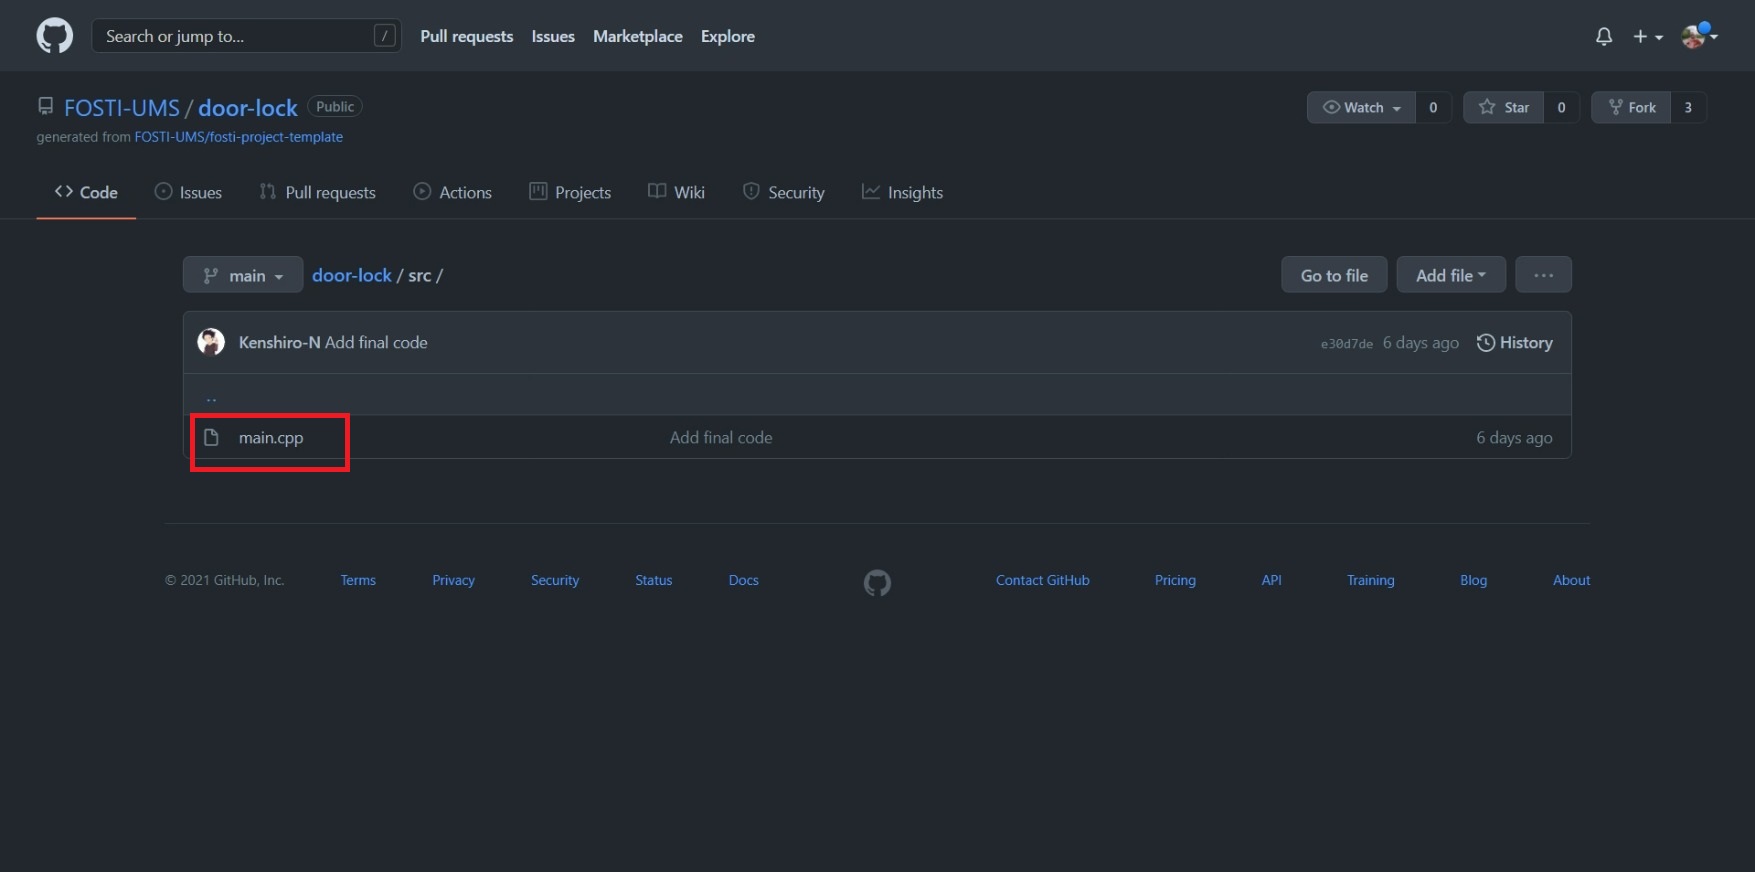 Search or jump to... / Pull requests Issues Marketplace Explore
FOSTI-UMS / door-lock Public Watch 0 Star 0 Fork 3
generated from FOSTI-UMS/fosti-project-template
Code Issues Pull requests Actions Projects Wiki Security Insights
main door-lock / src / Go to file Add file ...
Kenshiro-N Add final code e30d7de 6 days ago History
..
main.cpp Add final code 6 days ago
© 2021 GitHub, Inc. Terms Privacy Security Status Docs Contact GitHub Pricing API Training Blog About